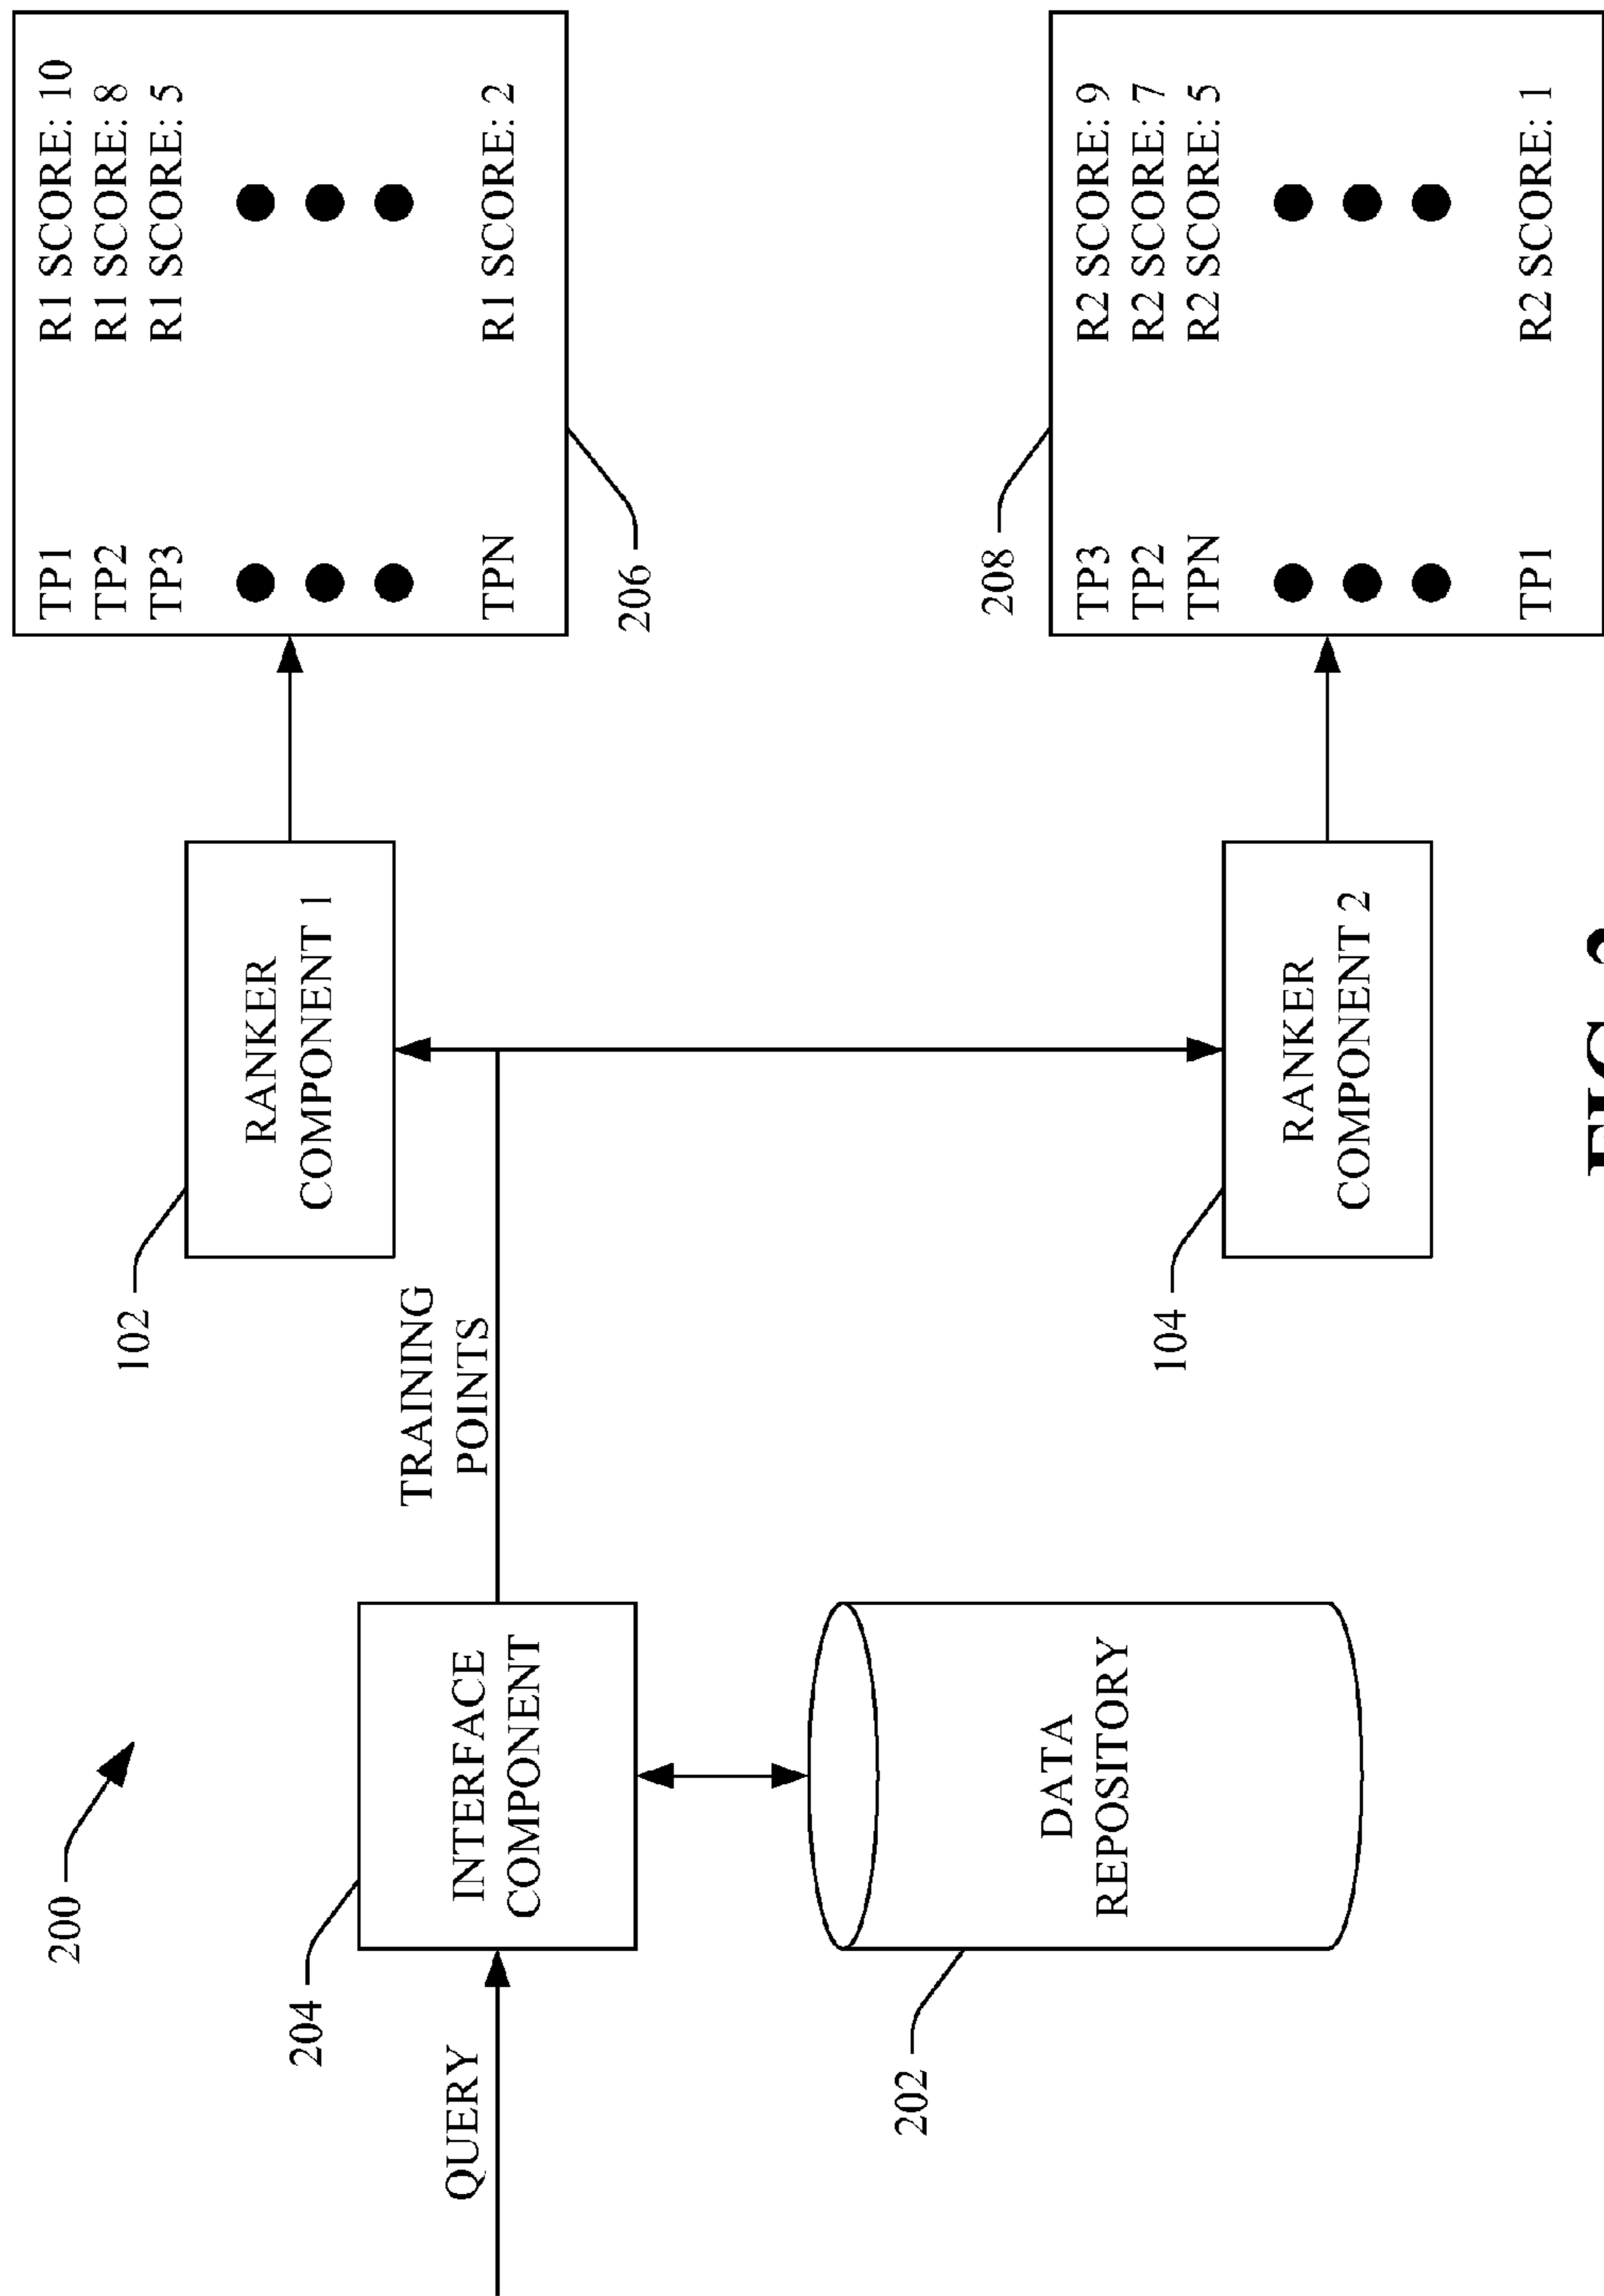 200
204
QUERY
INTERFACE
COMPONENT
TRAINING
POINTS
102
RANKER
COMPONENT 1
TP1 R1 SCORE: 10
TP2 R1 SCORE: 8
TP3 R1 SCORE: 5
TPN R1 SCORE: 2
206
202
DATA
REPOSITORY
104
RANKER
COMPONENT 2
208
TP3 R2 SCORE: 9
TP2 R2 SCORE: 7
TPN R2 SCORE: 5
TP1 R2 SCORE: 1
FIG.